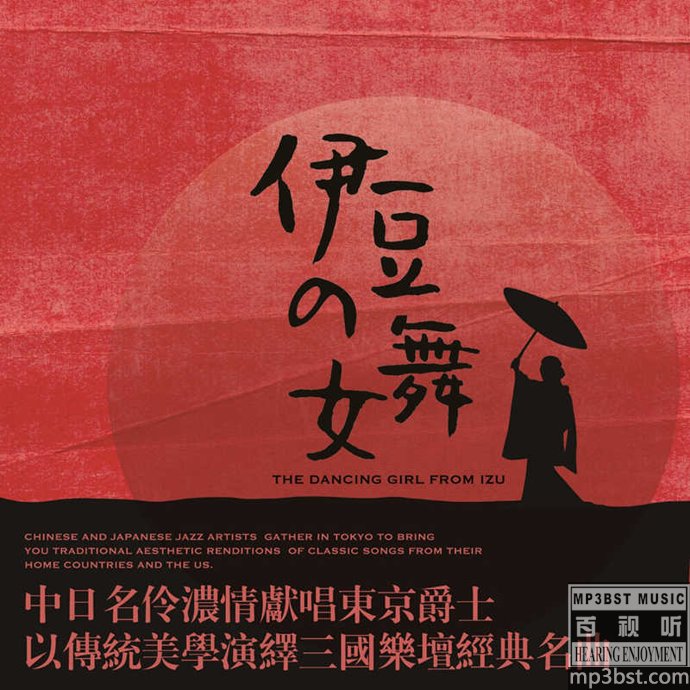 伊豆の舞女
THE DANCING GIRL FROM IZU
CHINESE AND JAPANESE JAZZ ARTISTS GATHER IN TOKYO TO BRING
YOU TRADITIONAL AESTHETIC RENDITIONS OF CLASSIC SONGS FROM THEIR
HOME COUNTRIES AND THE US.
中日名伶濃情獻唱東京爵士
以傳統美學演繹三國樂壇經典名曲
MP3BST MUSIC
百视听
HEARING ENJOYMENT
mp3bst.com